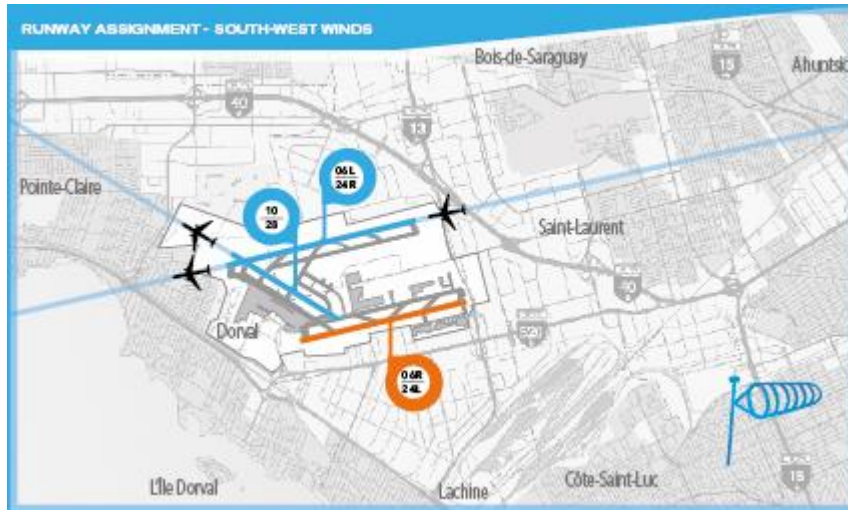 RUNWAY ASSIGNMENT - SOUTH-WEST WINDS
Bois-de-Saraguay
15
Ahuntsic
40
13
Pointe-Claire
06L
24R
10
28
Saint-Laurent
40
Dorval
520
06R
24L
L'île Dorval
Lachine
Côte-Saint-Luc
15